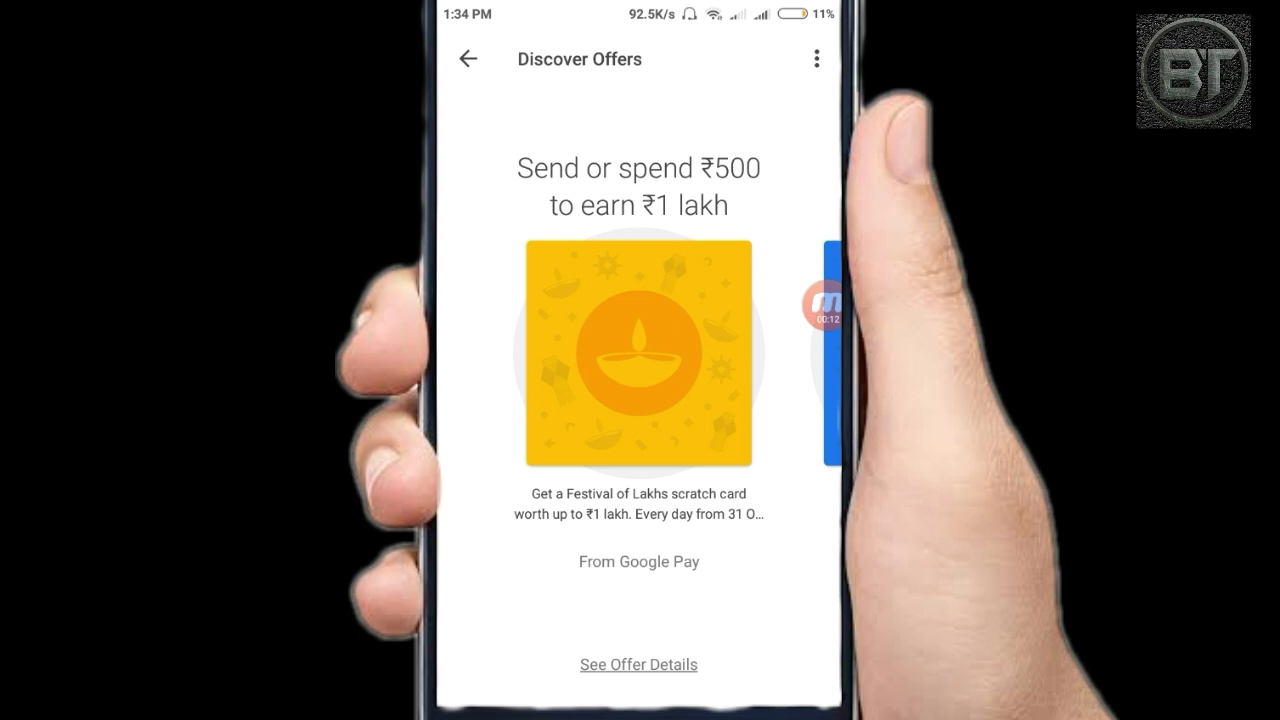 1:34 PM 92.5K/s 11%
Discover Offers
BT
Send or spend ₹500
to earn ₹1 lakh
m
00:12
Get a Festival of Lakhs scratch card
worth up to ₹1 lakh. Every day from 31 O...
From Google Pay
See Offer Details